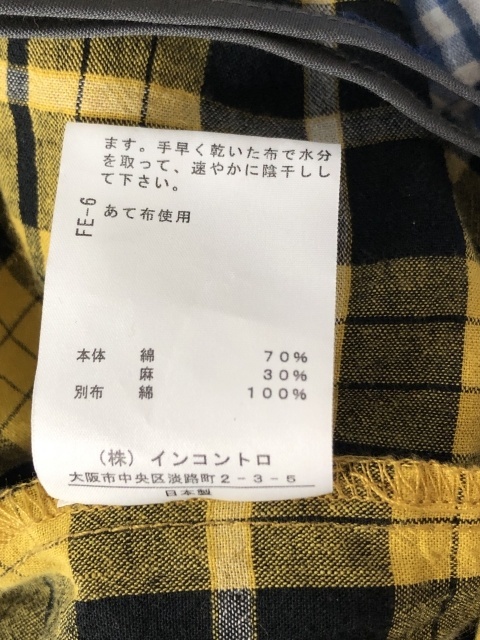 ます。手早く乾いた布で水分
を取って、速やかに陰干しし
て下さい。
FE-6
あて布使用
本体 綿 70%
麻 30%
別布 綿 100%
(株) インコントロ
大阪市中央区淡路町2-3-5
日本製